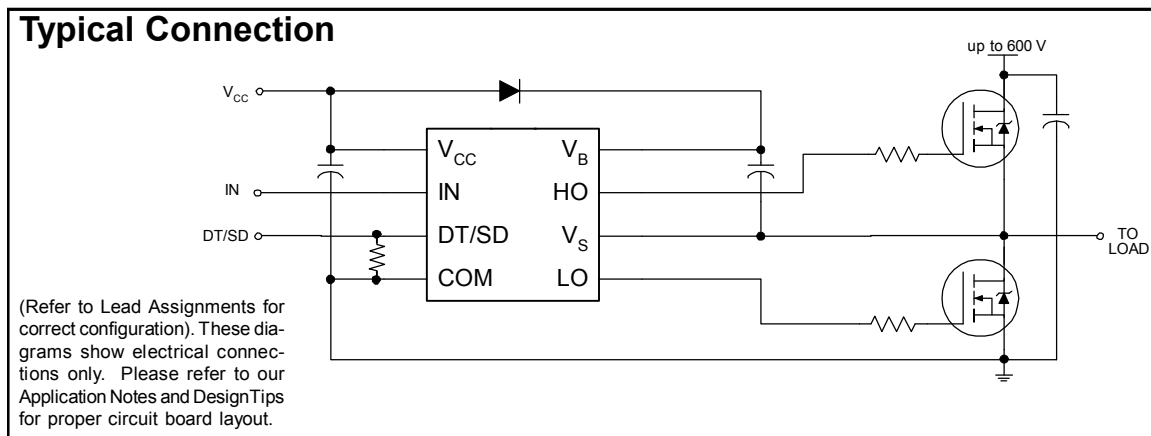 Typical Connection
up to 600 V
VCC
VCC
VB
IN
IN
HO
DT/SD
DT/SD
VS
TO
LOAD
COM
LO
(Refer to Lead Assignments for
correct configuration). These dia-
grams show electrical connec-
tions only. Please refer to our
Application Notes and DesignTips
for proper circuit board layout.